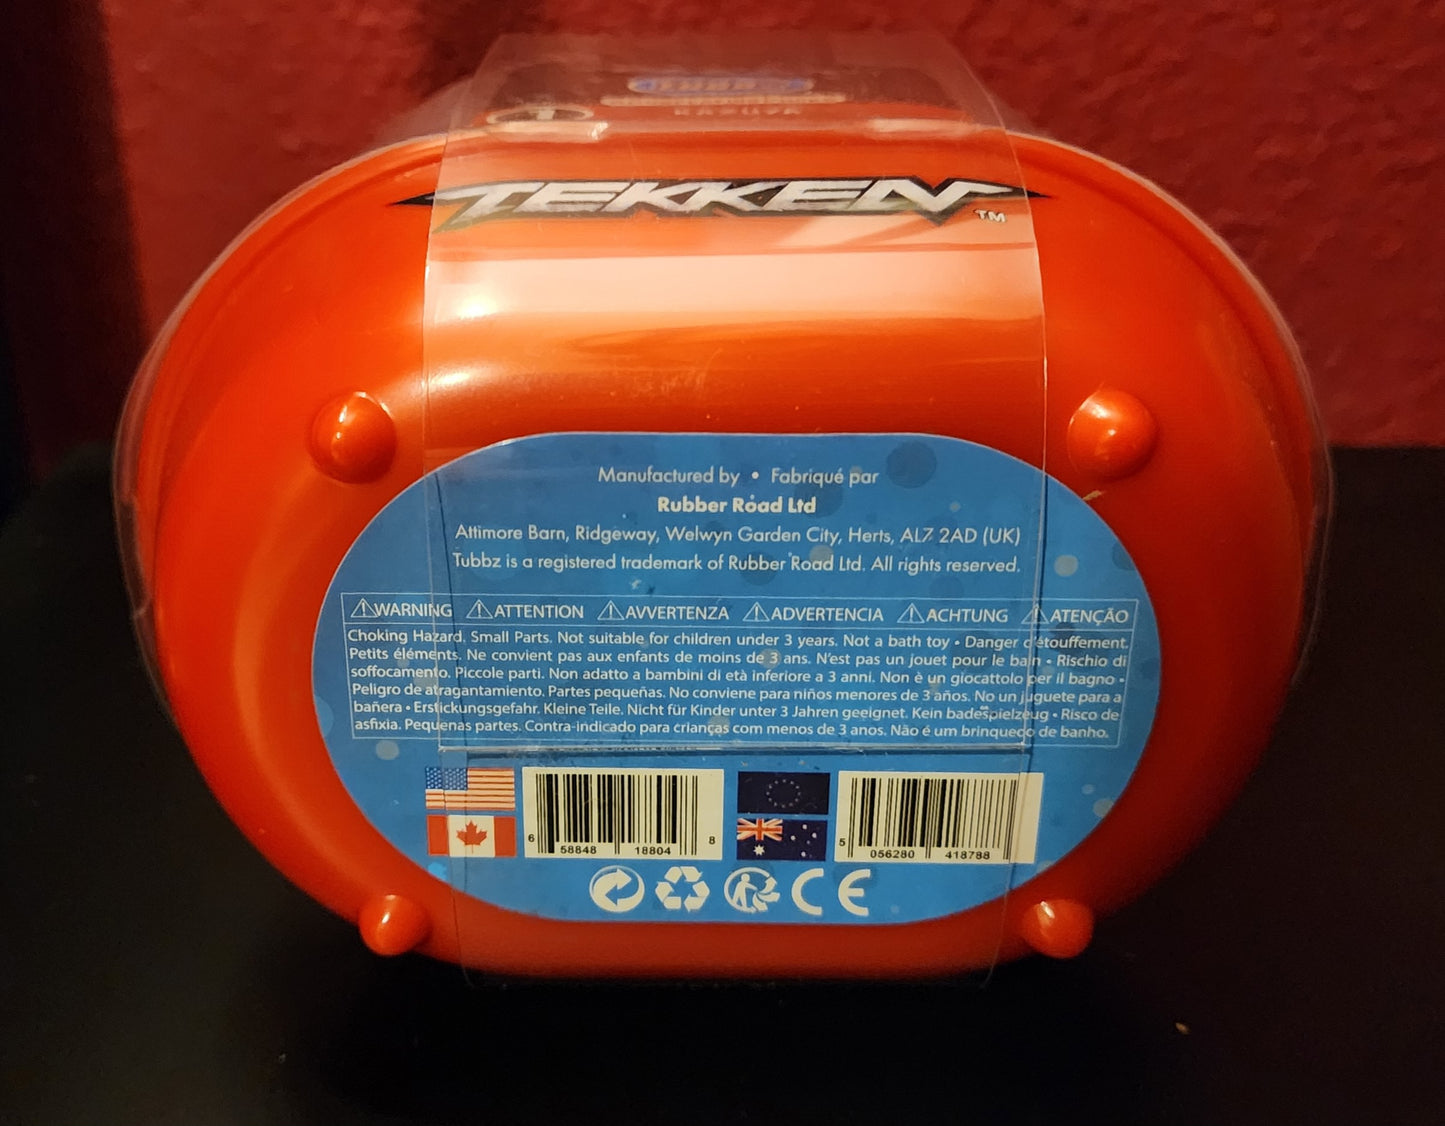 TUBBZ
KAZUYA
TEKKEN™
Manufactured by • Fabriqué par
Rubber Road Ltd
Attimore Barn, Ridgeway, Welwyn Garden City, Herts, AL7 2AD (UK)
Tubbz is a registered trademark of Rubber Road Ltd. All rights reserved.
WARNING ATTENTION AVVERTENZA ADVERTENCIA ACHTUNG ATENÇÃO
Choking Hazard. Small Parts. Not suitable for children under 3 years. Not a bath toy • Danger d'étouffement.
Petits éléments. Ne convient pas aux enfants de moins de 3 ans. N'est pas un jouet pour le bain • Rischio di
soffocamento. Piccole parti. Non adatto a bambini di età inferiore a 3 anni. Non è un giocattolo per il bagno •
Peligro de atragantamiento. Partes pequeñas. No conviene para niños menores de 3 años. No un juguete para a
bañera • Erstickungsgefahr. Kleine Teile. Nicht für Kinder unter 3 Jahren geeignet. Kein badespielzeug • Risco de
asfixia. Pequenas partes. Contra-indicado para crianças com menos de 3 anos. Não é um brinquedo de banho.
6 58848 18804 8
5 056280 418788
CE